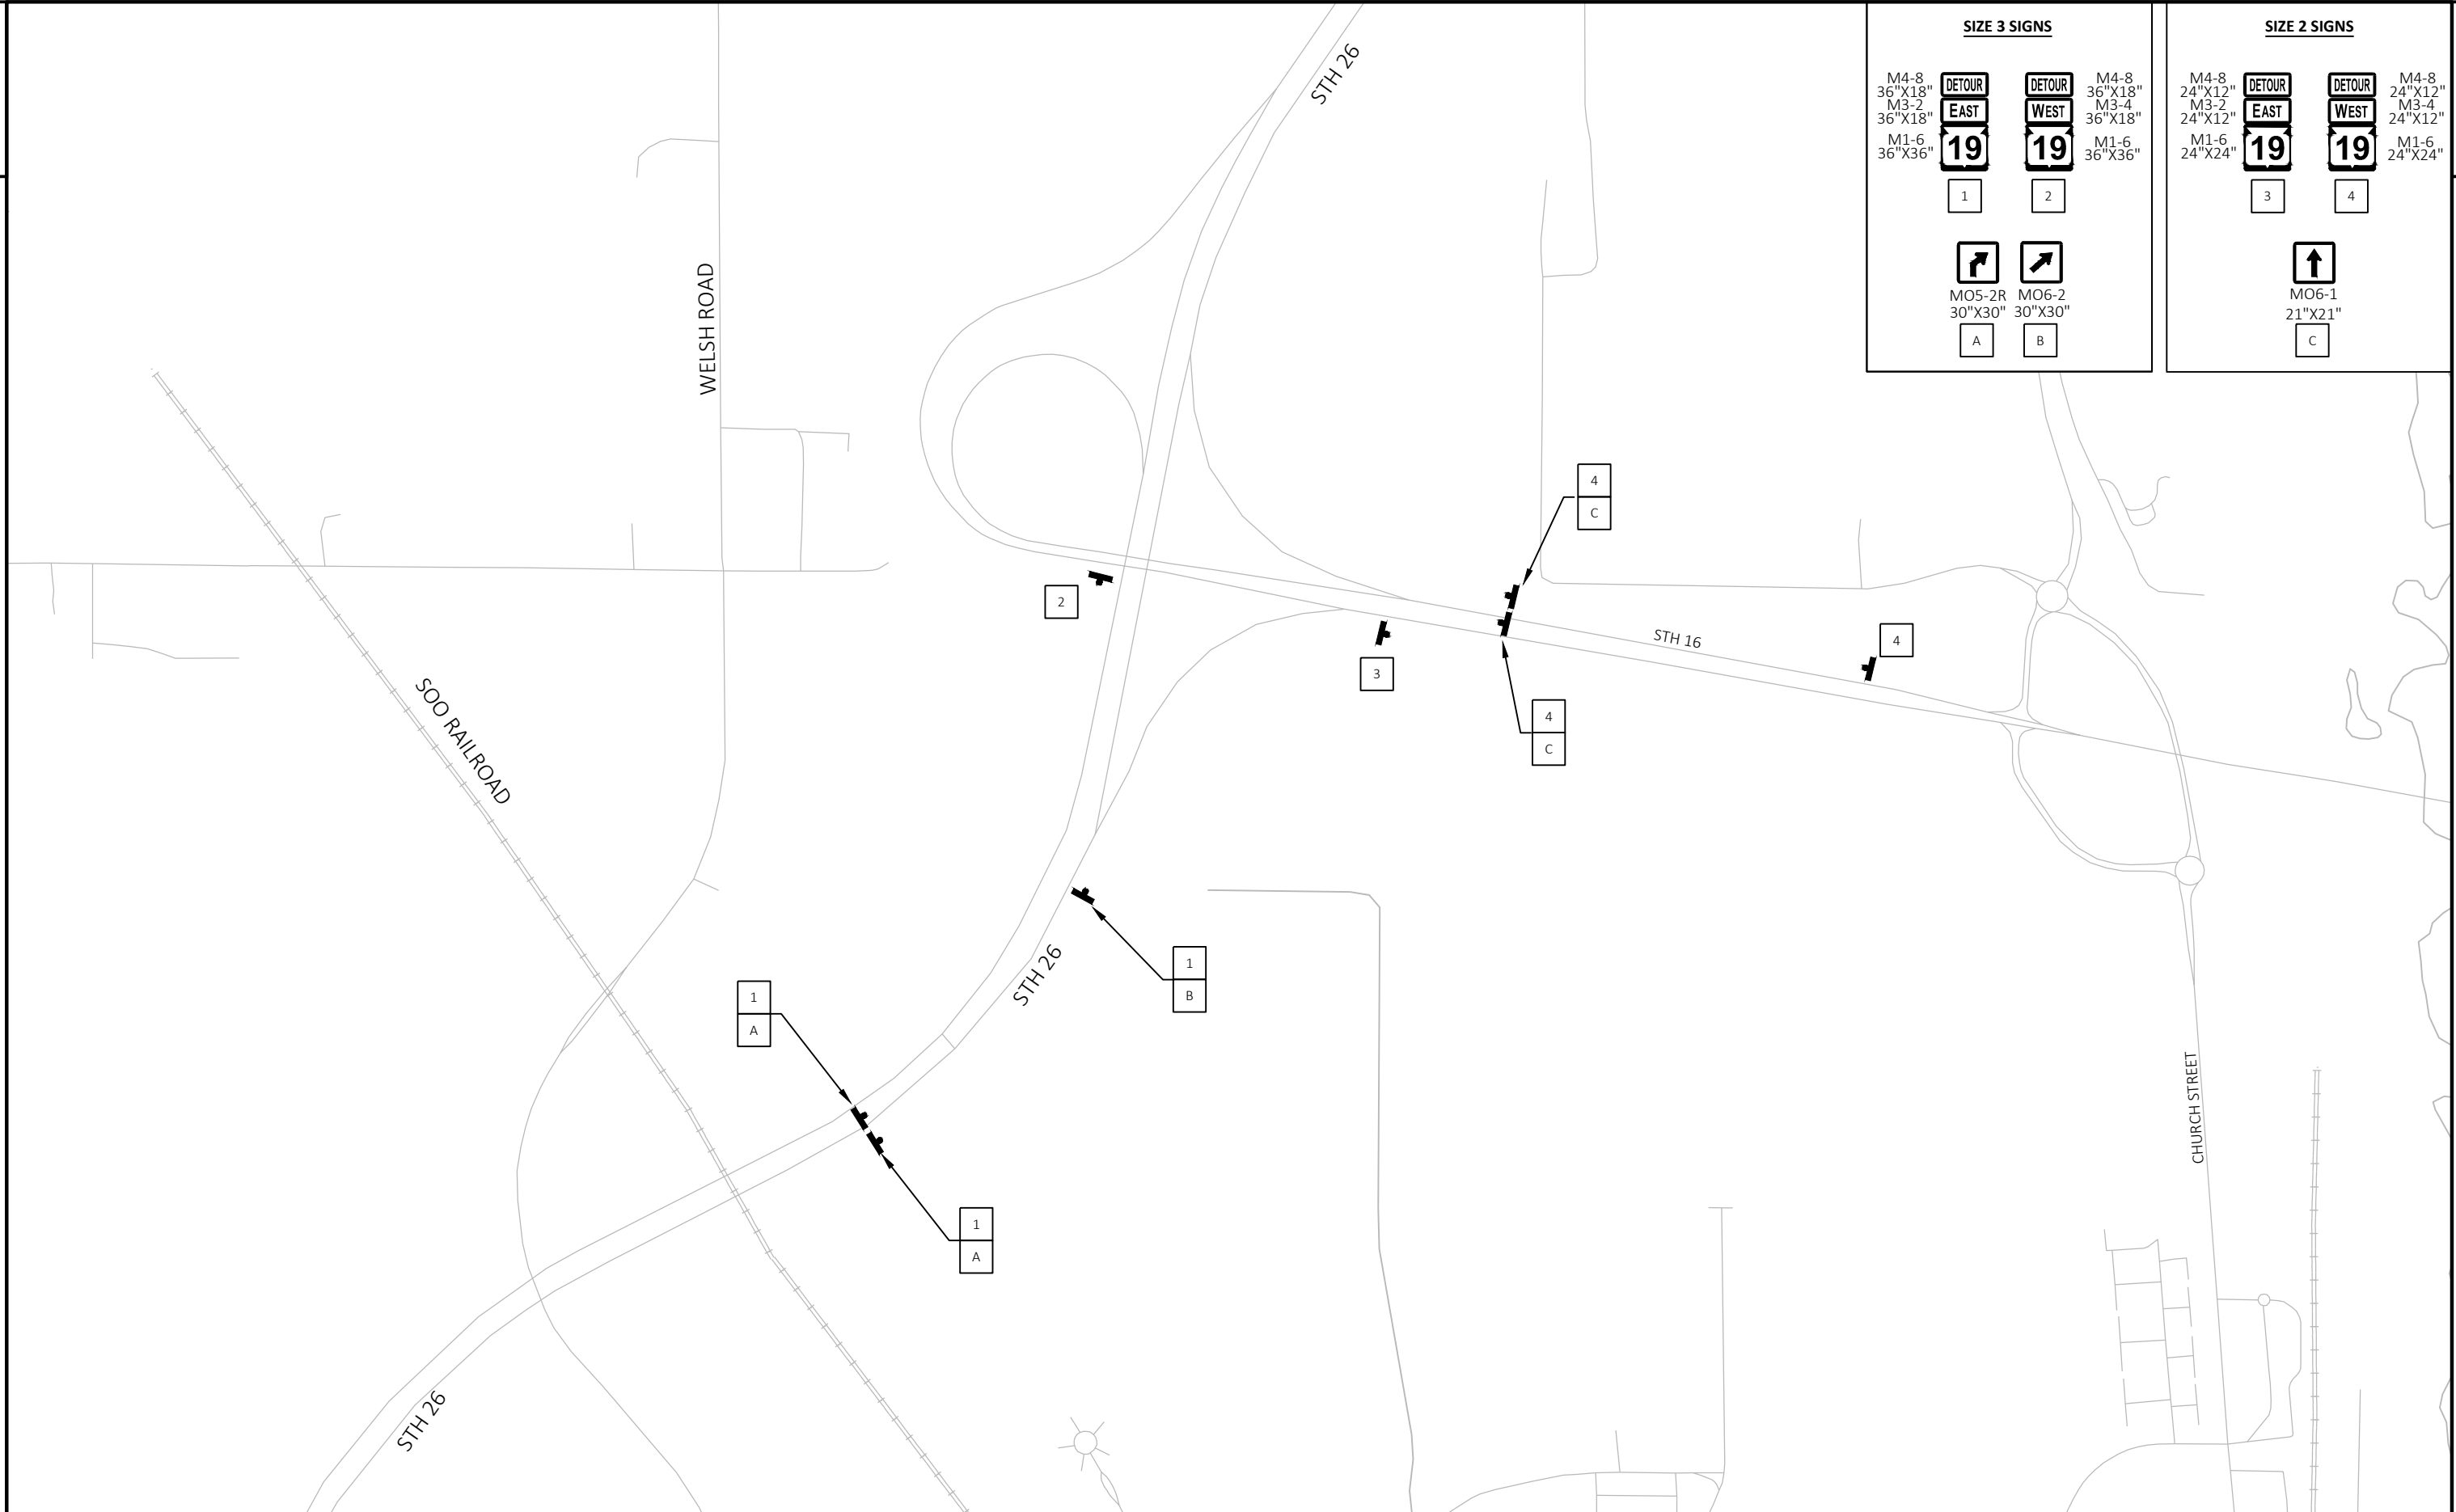 SIZE 3 SIGNS
M4-8
36"X18"
M3-2
36"X18"
M1-6
36"X36"
DETOUR
EAST
19
1
DETOUR
WEST
19
2
M4-8
36"X18"
M3-4
36"X18"
M1-6
36"X36"
MO5-2R
30"X30"
A
MO6-2
30"X30"
B
SIZE 2 SIGNS
M4-8
24"X12"
M3-2
24"X12"
M1-6
24"X24"
DETOUR
EAST
19
3
DETOUR
WEST
19
4
M4-8
24"X12"
M3-4
24"X12"
M1-6
24"X24"
MO6-1
21"X21"
C
STH 26
WELSH ROAD
4
C
2
3
STH 16
4
4
C
SOO RAILROAD
1
B
STH 26
1
A
1
A
CHURCH STREET
STH 26